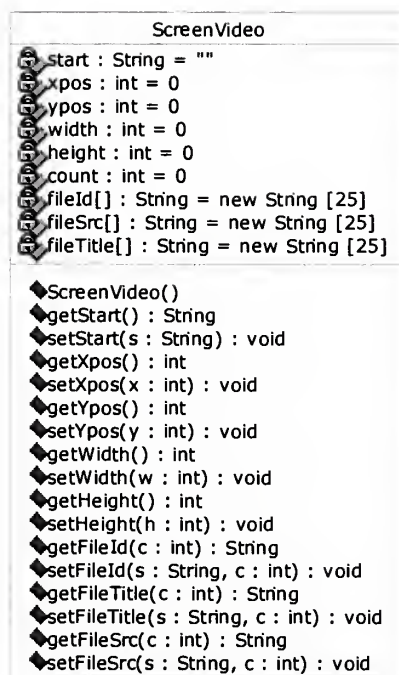 ScreenVideo
start : String = ""
xpos : int = 0
ypos : int = 0
width : int = 0
height : int = 0
count : int = 0
fileId[] : String = new String [25]
fileSrc[] : String = new String [25]
fileTitle[] : String = new String [25]
ScreenVideo()
getStart() : String
setStart(s : String) : void
getXpos() : int
setXpos(x : int) : void
getYpos() : int
setYpos(y : int) : void
getWidth() : int
setWidth(w : int) : void
getHeight() : int
setHeight(h : int) : void
getFileId(c : int) : String
setFileId(s : String, c : int) : void
getFileTitle(c : int) : String
setFileTitle(s : String, c : int) : void
getFileSrc(c : int) : String
setFileSrc(s : String, c : int) : void